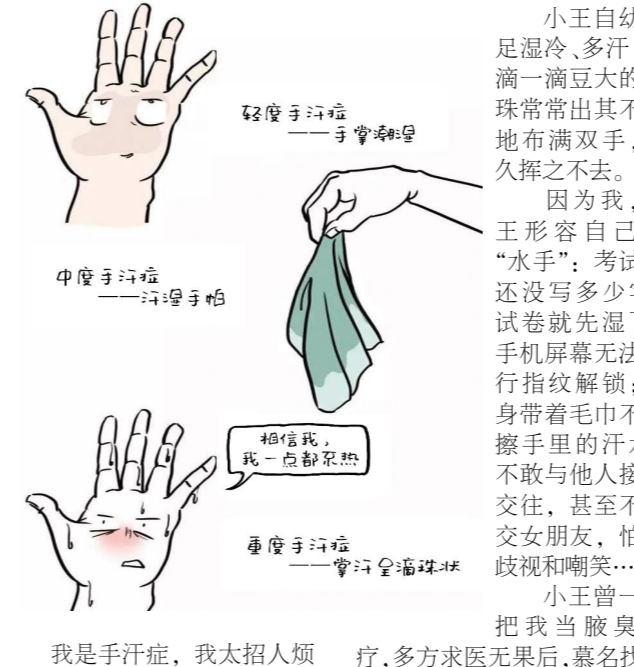 轻度手汗症
——手掌潮湿
中度手汗症
——汗湿手帕
相信我，
我一点都不热
重度手汗症
——掌汗呈滴珠状
小王自幼
足湿冷、多汗
滴一滴豆大的
珠常常出其不
地布满双手，
久挥之不去。
因为我，
王形容自己
“水手”：考试
还没写多少
试卷就先湿
手机屏幕无法
行指纹解锁；
身带着毛巾不
擦手里的汗
不敢与他人接
交往，甚至不
交女朋友，怕
歧视和嘲笑…
小王曾一
把我当腋臭
我是手汗症，我太招人烦
疗，多方求医无果后，慕名找